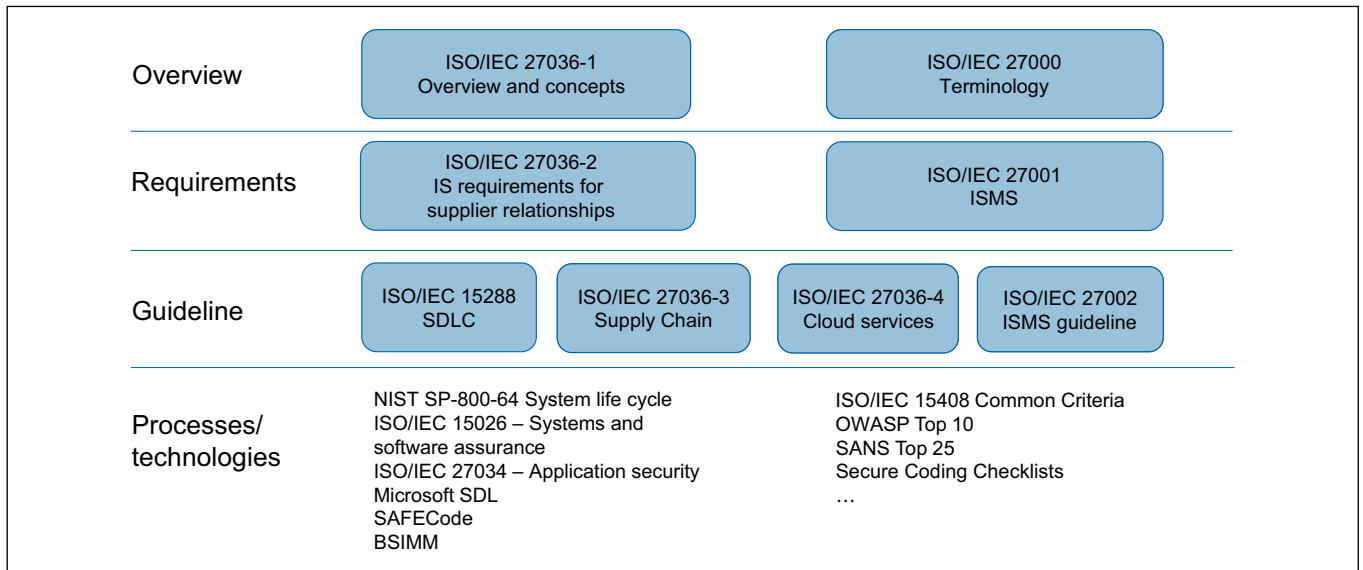 Overview
ISO/IEC 27036-1
Overview and concepts
ISO/IEC 27000
Terminology
Requirements
ISO/IEC 27036-2
IS requirements for
supplier relationships
ISO/IEC 27001
ISMS
Guideline
ISO/IEC 15288
SDLC
ISO/IEC 27036-3
Supply Chain
ISO/IEC 27036-4
Cloud services
ISO/IEC 27002
ISMS guideline
Processes/
technologies
NIST SP-800-64 System life cycle
ISO/IEC 15026 – Systems and
software assurance
ISO/IEC 27034 – Application security
Microsoft SDL
SAFECode
BSIMM
ISO/IEC 15408 Common Criteria
OWASP Top 10
SANS Top 25
Secure Coding Checklists
…